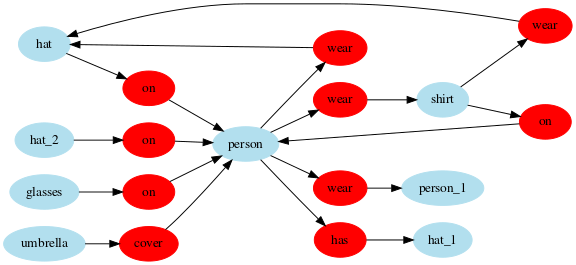 wear
hat
wear
on
wear
shirt
on
hat_2
on
person
glasses
on
wear
person_1
umbrella
cover
has
hat_1